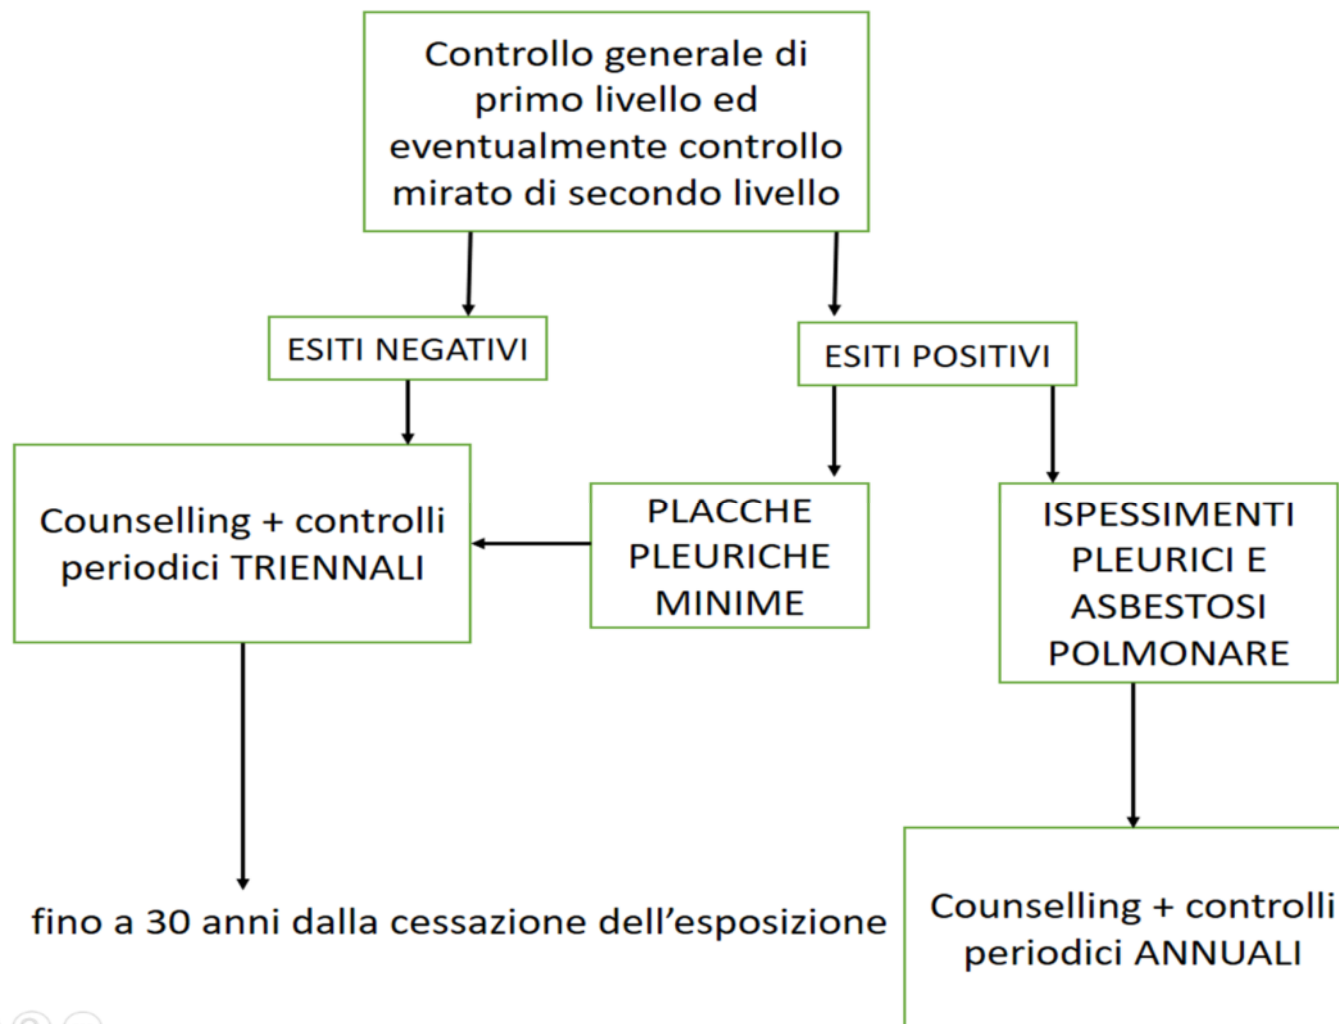 Controllo generale di
primo livello ed
eventualmente controllo
mirato di secondo livello
ESITI NEGATIVI
ESITI POSITIVI
Counselling + controlli
periodici TRIENNALI
PLACCHE
PLEURICHE
MINIME
ISPESSIMENTI
PLEURICI E
ASBESTOSI
POLMONARE
fino a 30 anni dalla cessazione dell’esposizione
Counselling + controlli
periodici ANNUALI